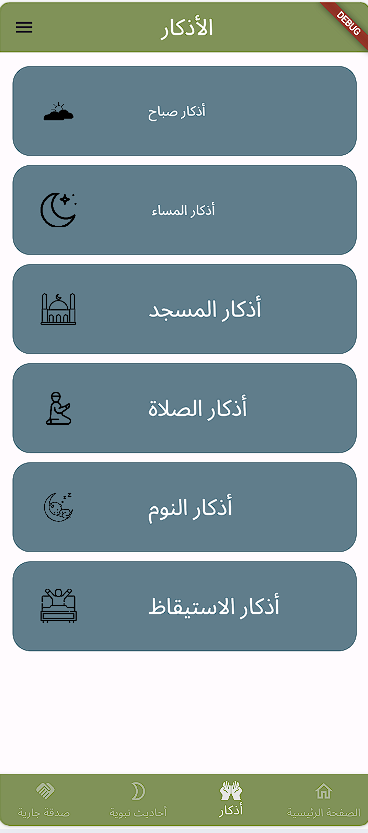 الأذكار
DEBUG
أذكار صباح
أذكار المساء
أذكار المسجد
أذكار الصلاة
أذكار النوم
أذكار الاستيقاظ
الصفحة الرئيسية
أذكار
أحاديث نبوية
صدقة جارية